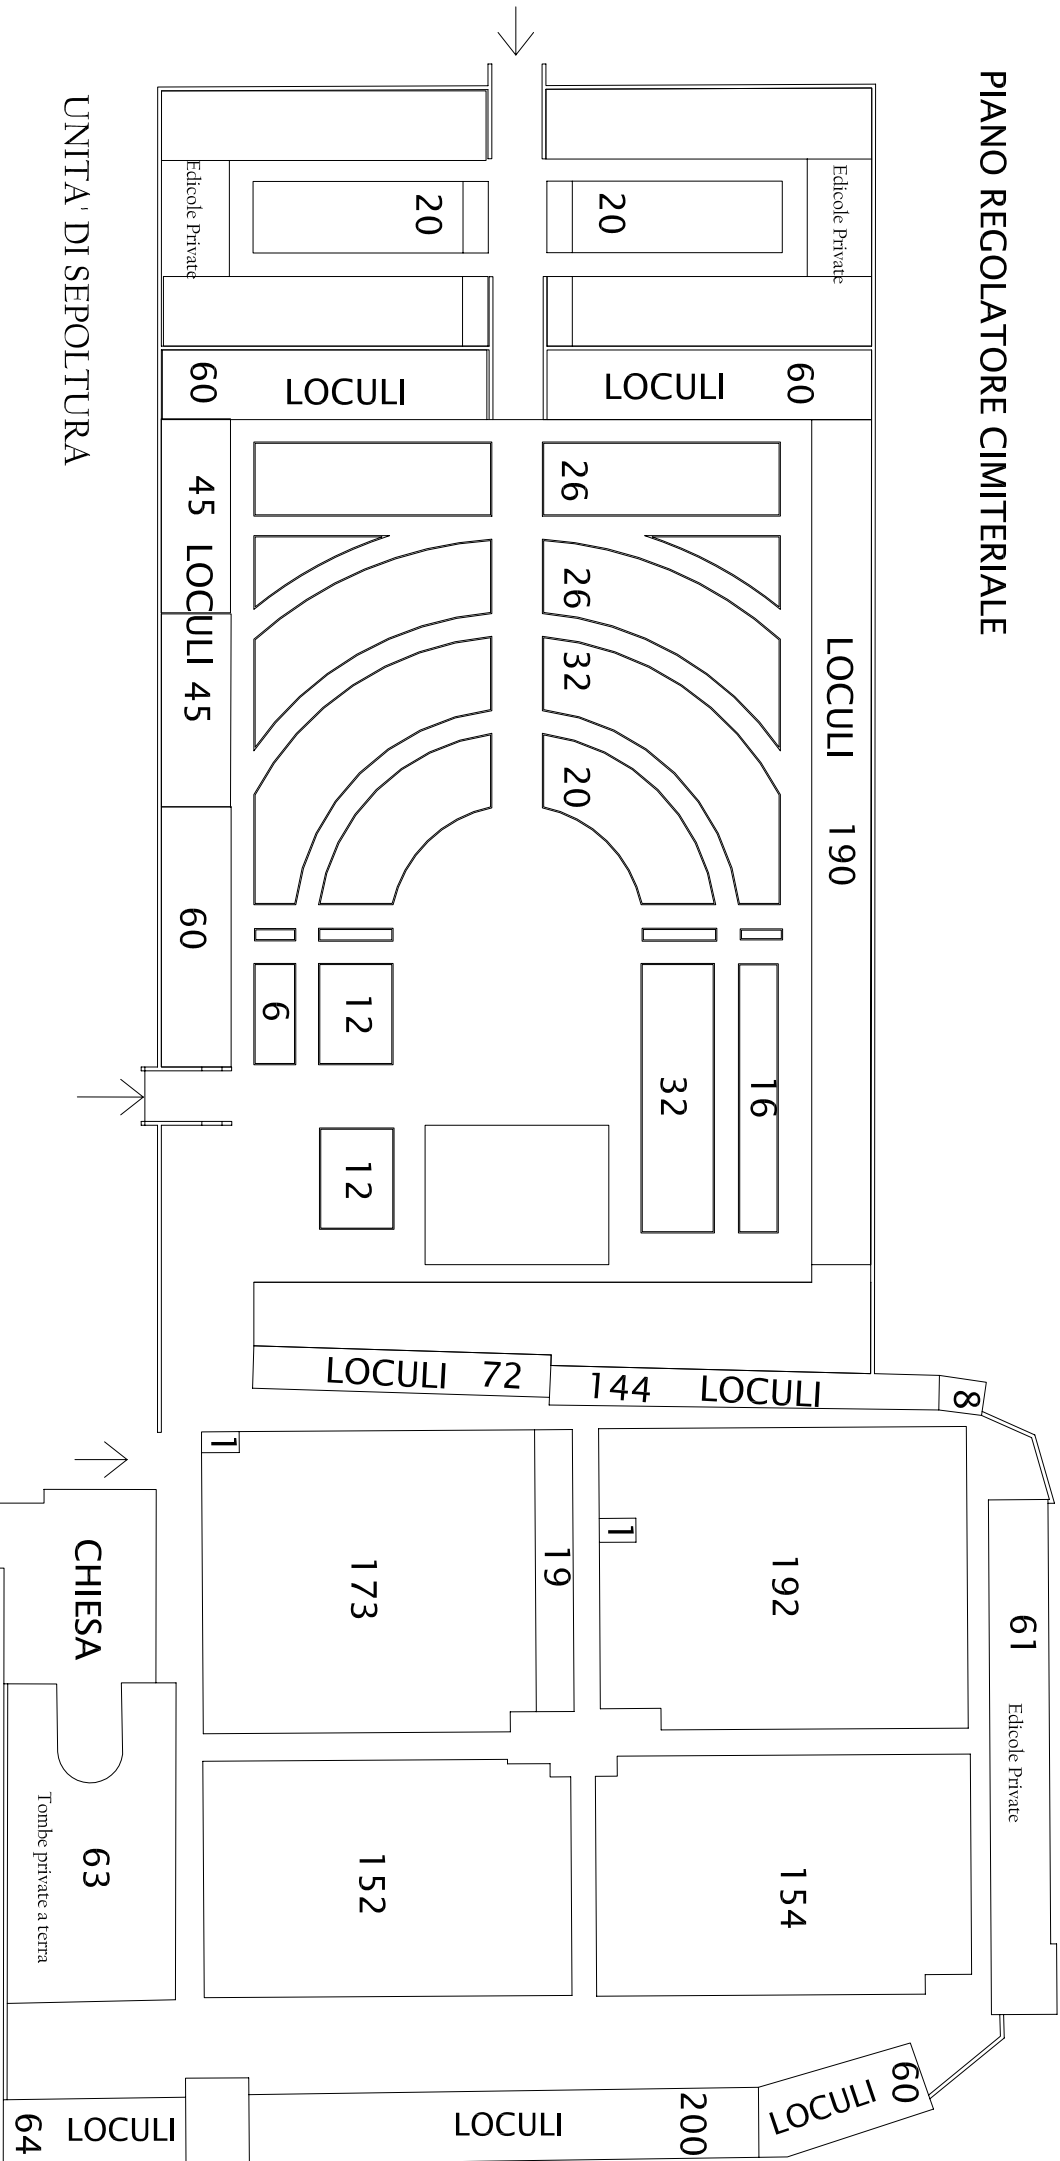 PIANO REGOLATORE CIMITERIALE
UNITA' DI SEPOLTURA
Edicole Private
20
20
Edicole Private
60
LOCULI
LOCULI
60
26
45 LOCULI 45
26
32
20
LOCULI 190
60
6
12
12
32
16
LOCULI 72
144 LOCULI
8
1
173
19
1
192
61
Edicole Private
CHIESA
63
Tombe private a terra
152
154
64
LOCULI
LOCULI
200
LOCULI 60